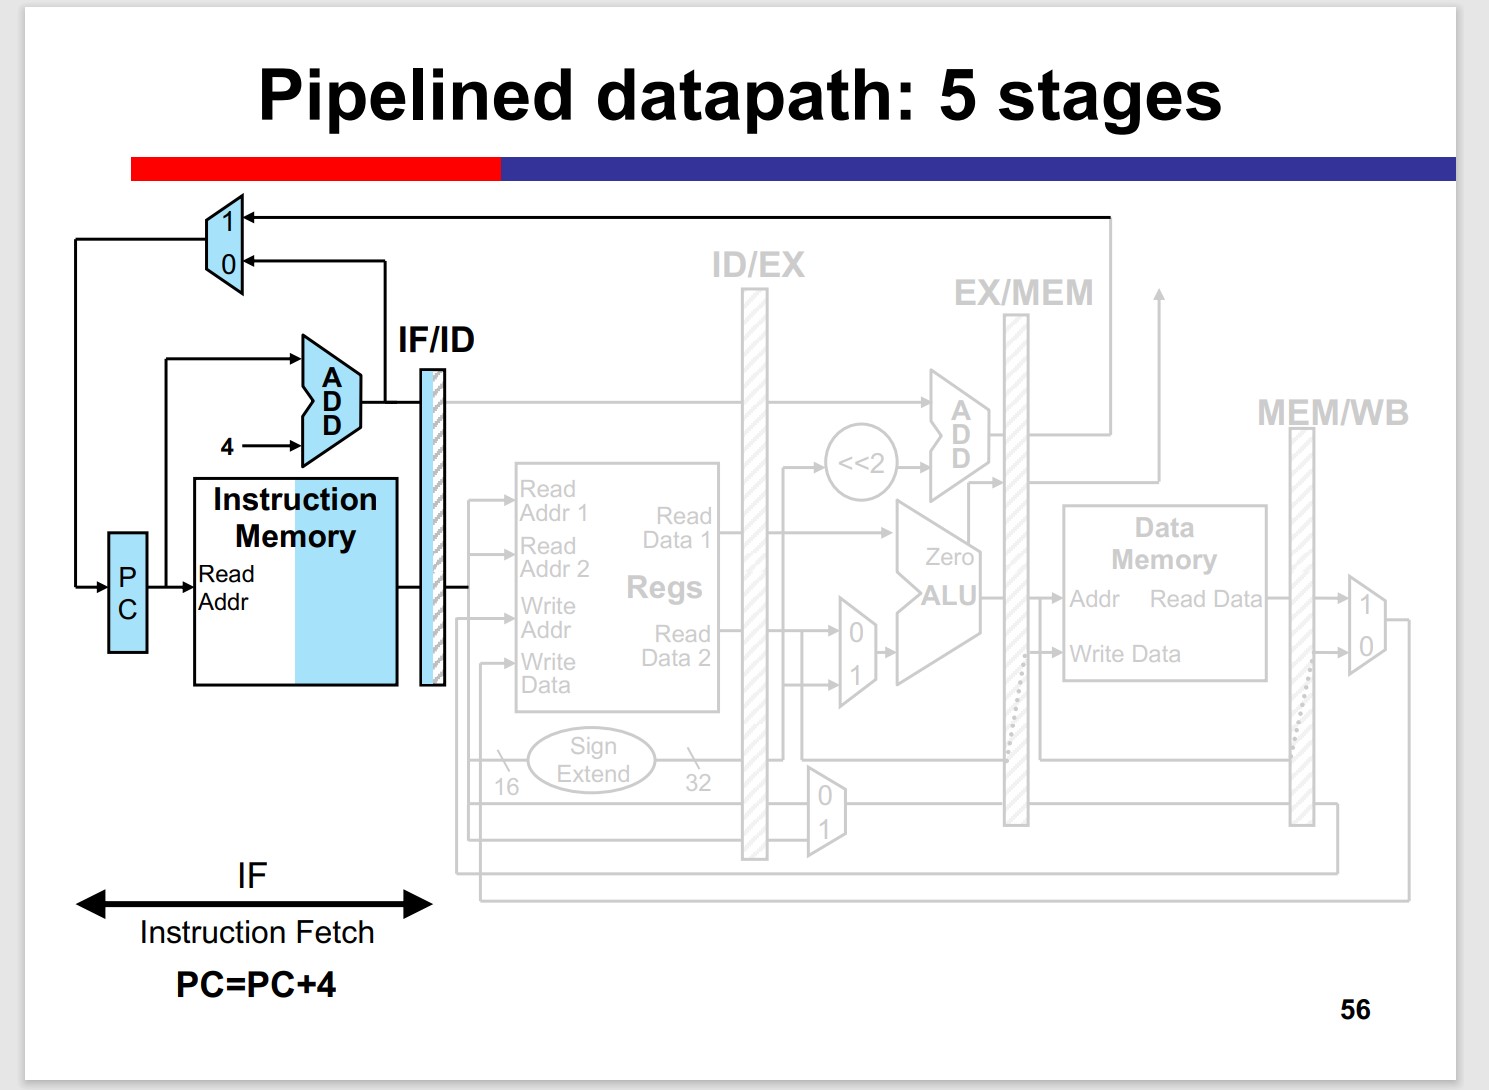 Pipelined datapath: 5 stages
1
0
ID/EX
EX/MEM
IF/ID
MEM/WB
A
D
D
4
A
D
D
<<2
Instruction
Memory
Read
Addr
P
C
Read
Addr 1
Read
Addr 2
Write
Addr
Write
Data
Read
Data 1
Regs
Read
Data 2
Zero
ALU
0
1
Data
Memory
Addr
Read Data
Write Data
1
0
Sign
Extend
16
32
0
1
IF
Instruction Fetch
PC=PC+4
56